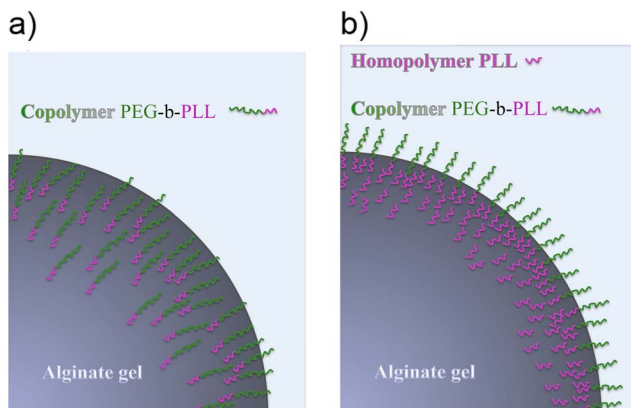 a)
Copolymer PEG-b-PLL
Alginate gel
b)
Homopolymer PLL
Copolymer PEG-b-PLL
Alginate gel